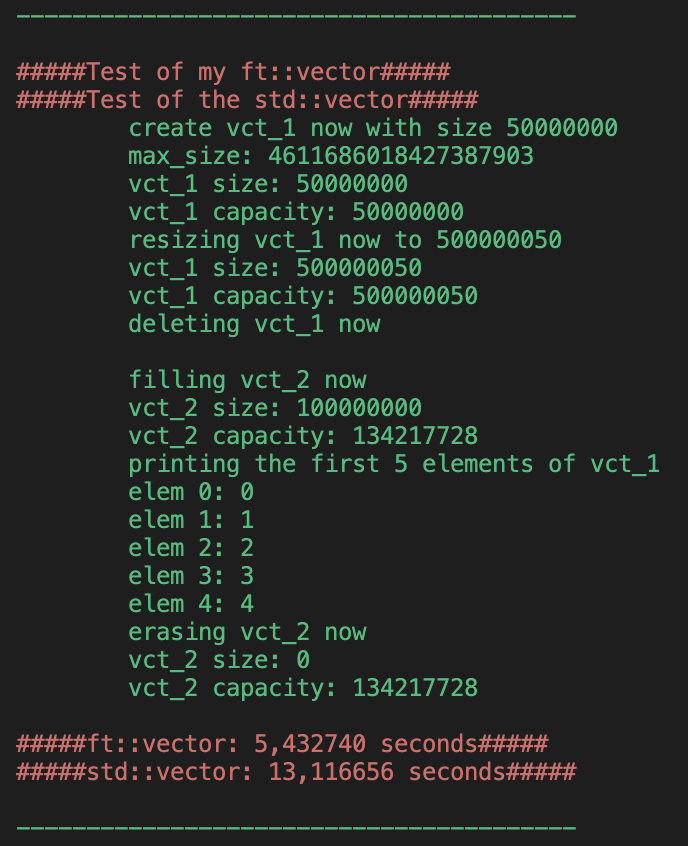 ----------------------------------------
#####Test of my ft::vector#####
#####Test of the std::vector#####
create vct_1 now with size 50000000
max_size: 4611686018427387903
vct_1 size: 50000000
vct_1 capacity: 50000000
resizing vct_1 now to 500000050
vct_1 size: 500000050
vct_1 capacity: 500000050
deleting vct_1 now
filling vct_2 now
vct_2 size: 100000000
vct_2 capacity: 134217728
printing the first 5 elements of vct_1
elem 0: 0
elem 1: 1
elem 2: 2
elem 3: 3
elem 4: 4
erasing vct_2 now
vct_2 size: 0
vct_2 capacity: 134217728
#####ft::vector: 5,432740 seconds#####
#####std::vector: 13,116656 seconds#####
----------------------------------------